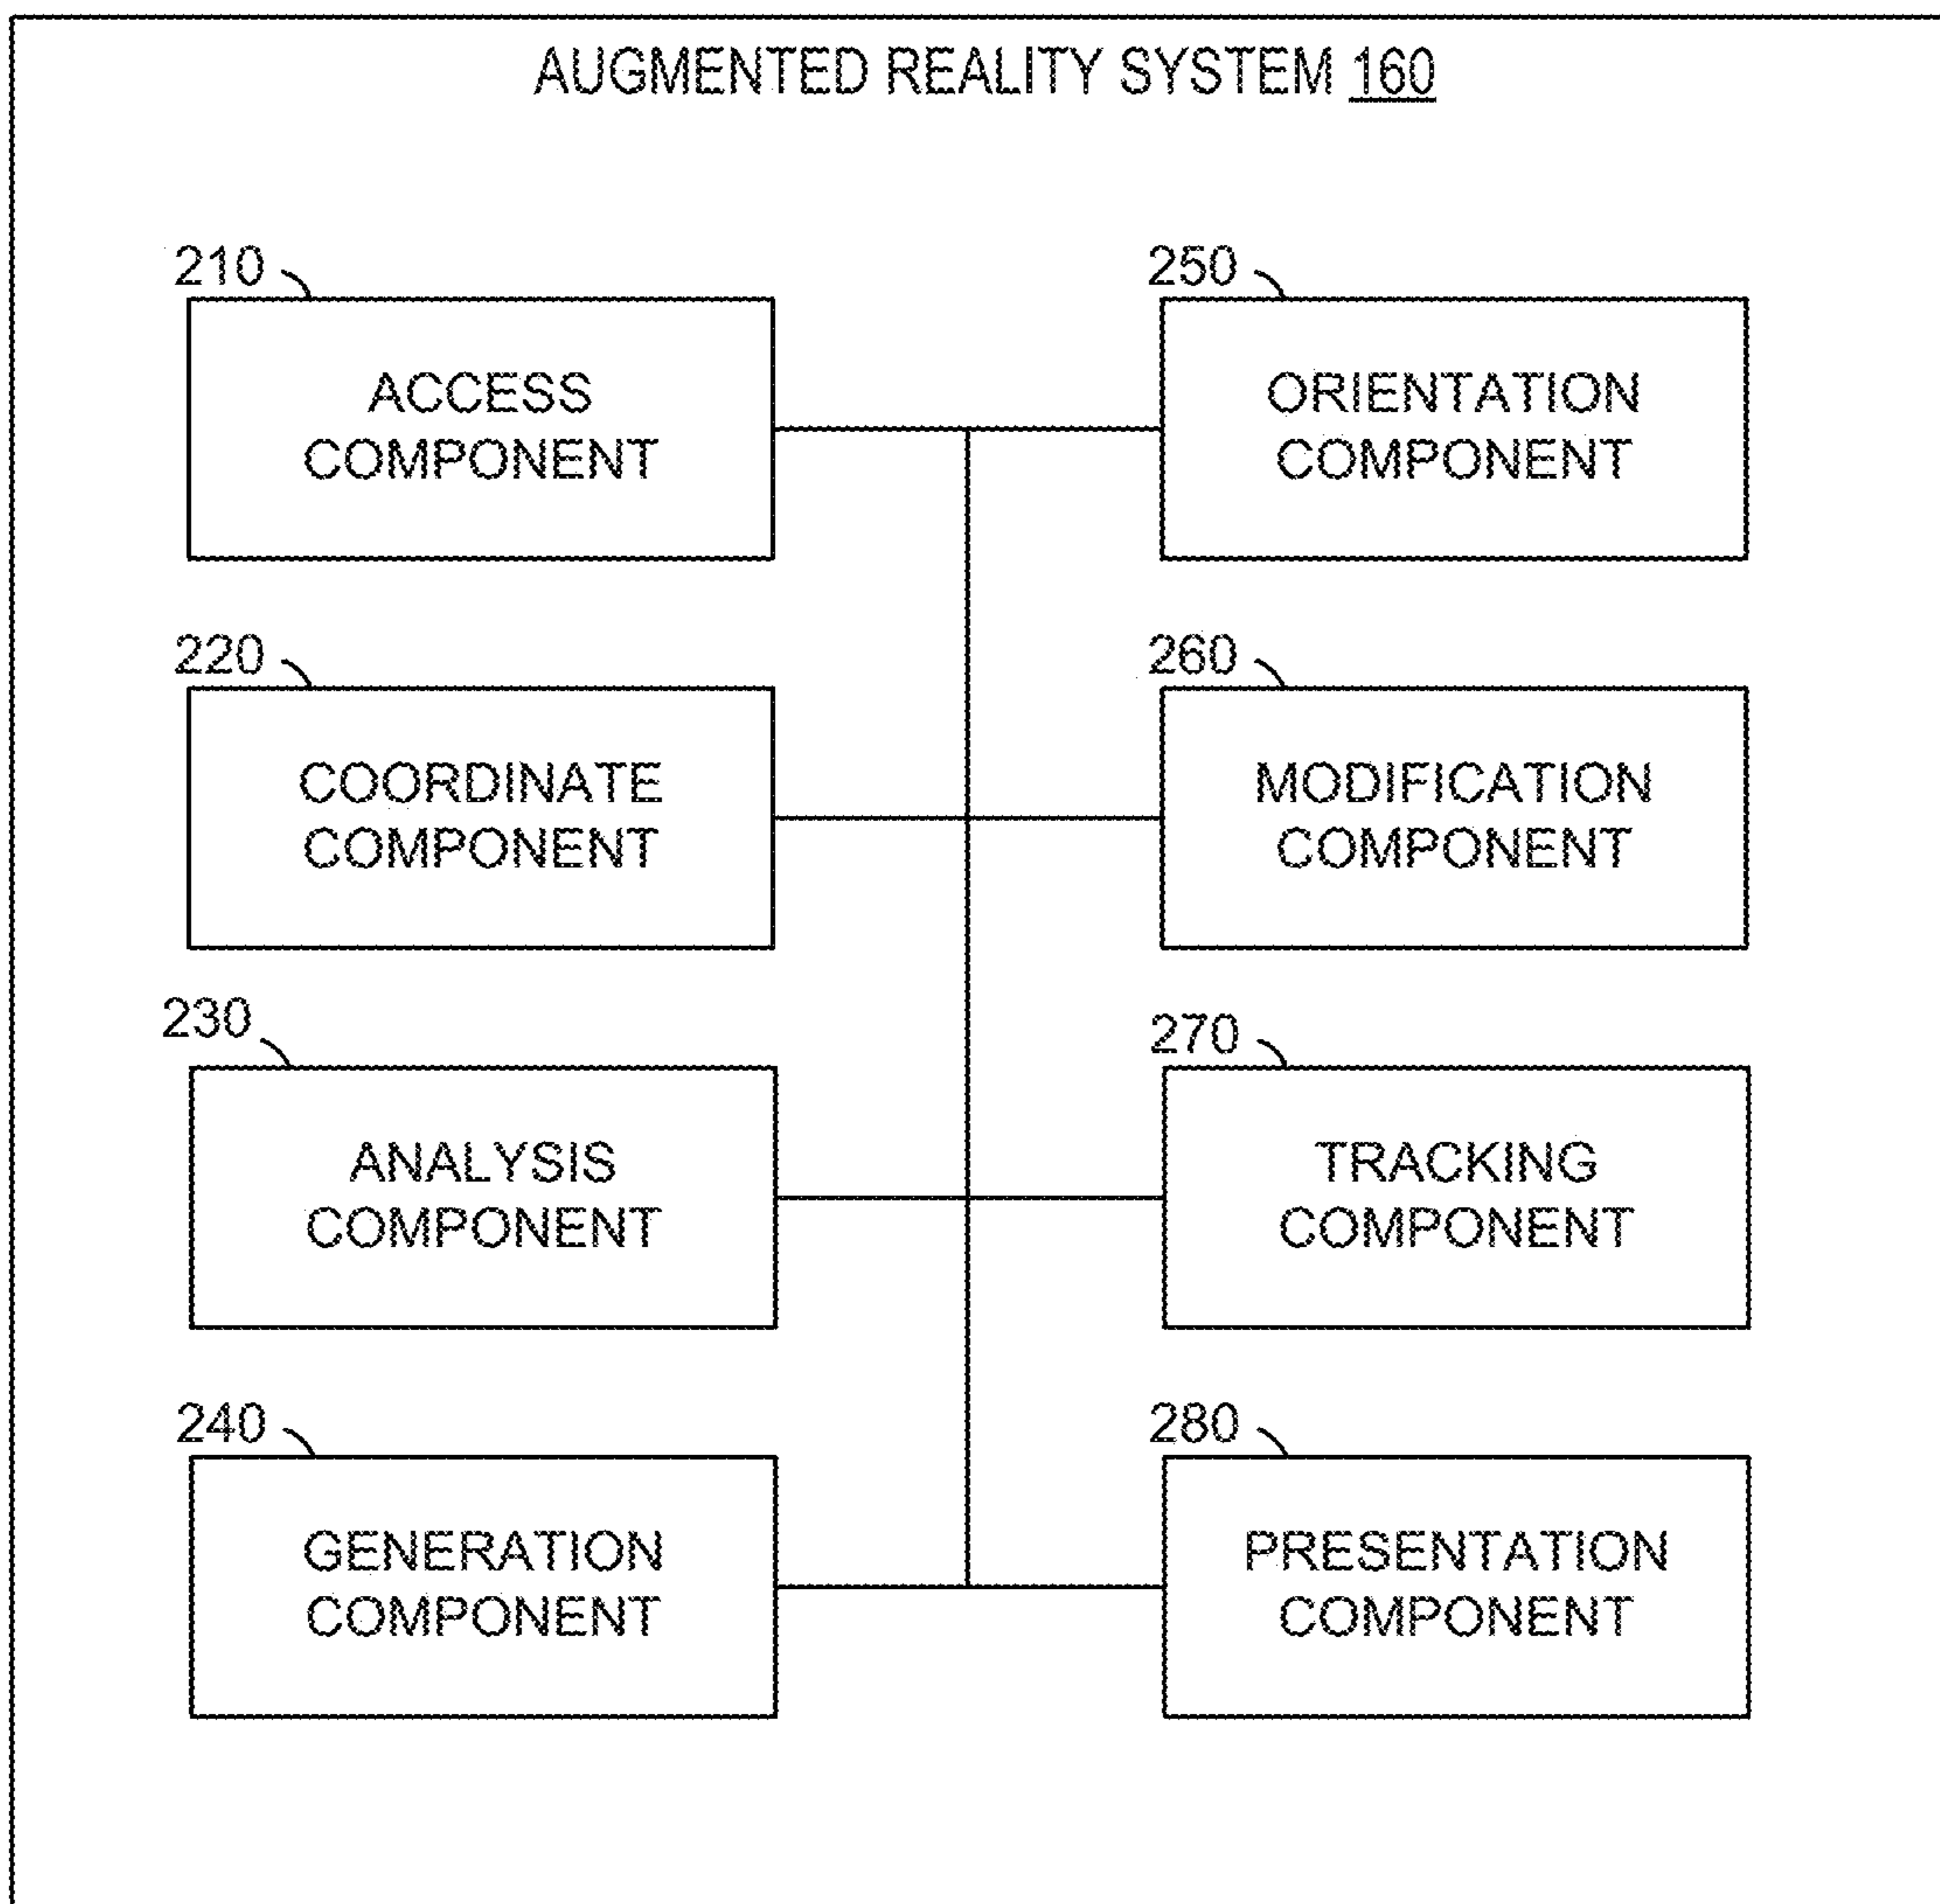 AUGMENTED REALITY SYSTEM 160
210
ACCESS
COMPONENT
250
ORIENTATION
COMPONENT
220
COORDINATE
COMPONENT
260
MODIFICATION
COMPONENT
230
ANALYSIS
COMPONENT
270
TRACKING
COMPONENT
240
GENERATION
COMPONENT
280
PRESENTATION
COMPONENT